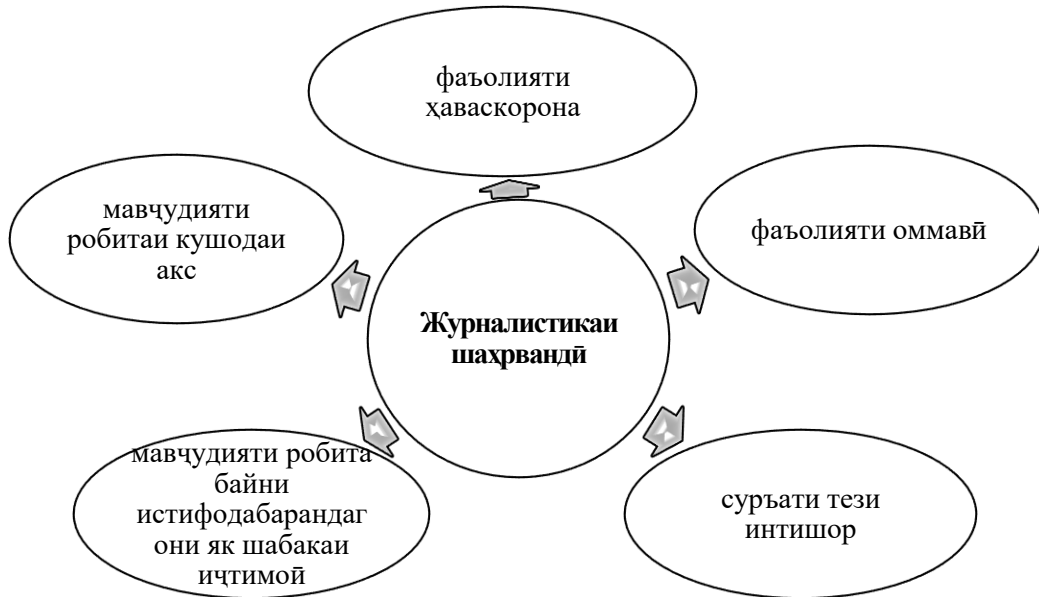 фаъолияти
ҳаваскорона
мавҷудияти
робитаи кушодаи
акс
фаъолияти оммавӣ
Журналистикаи
шаҳрвандӣ
мавҷудияти робита
байни
истифодабарандаг
они як шабакаи
иҷтимоӣ
суръати тези
интишор